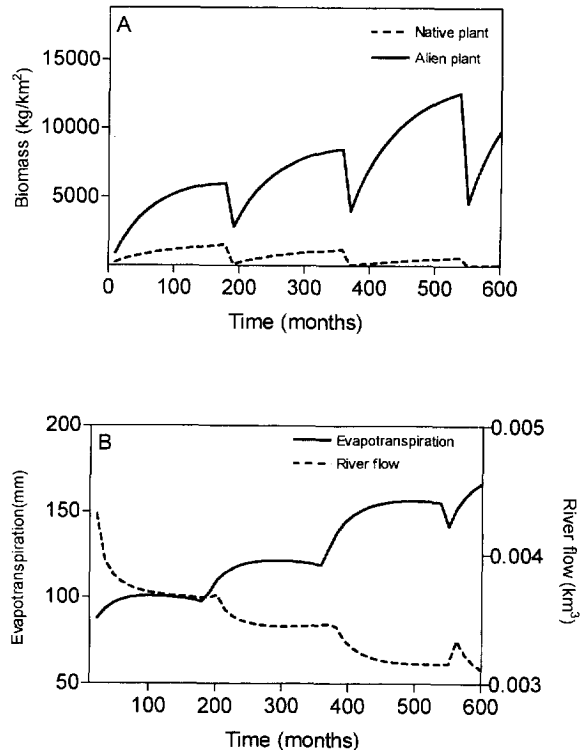 A
Native plant
Alien plant
Biomass (kg/km²)
15000
10000
5000
0 100 200 300 400 500 600
Time (months)
B
Evapotranspiration
River flow
Evapotranspiration(mm)
200
150
100
50
0.005
0.004
0.003
River flow (km³)
100 200 300 400 500 600
Time (months)